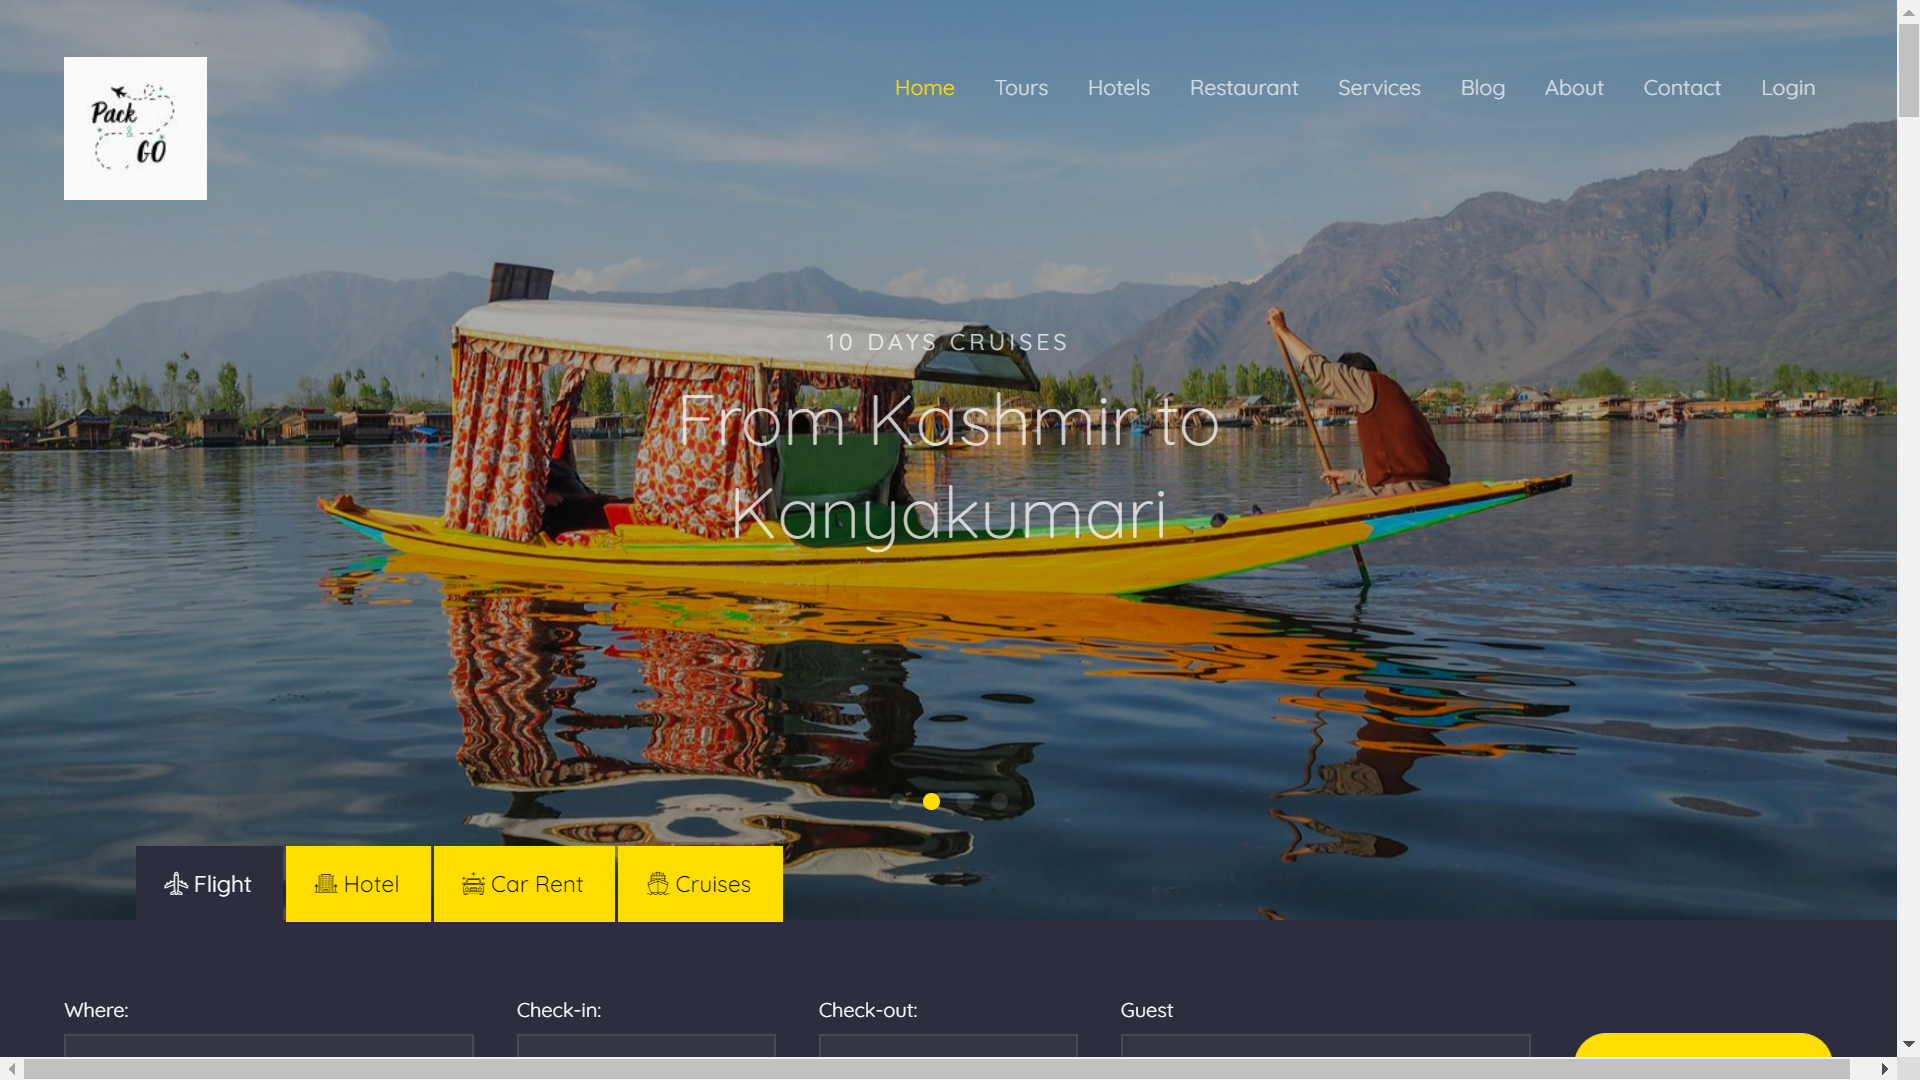 Pack
&
GO
Home Tours Hotels Restaurant Services Blog About Contact Login
10 DAYS CRUISES
From Kashmir to
Kanyakumari
Flight Hotel Car Rent Cruises
Where: Check-in: Check-out: Guest